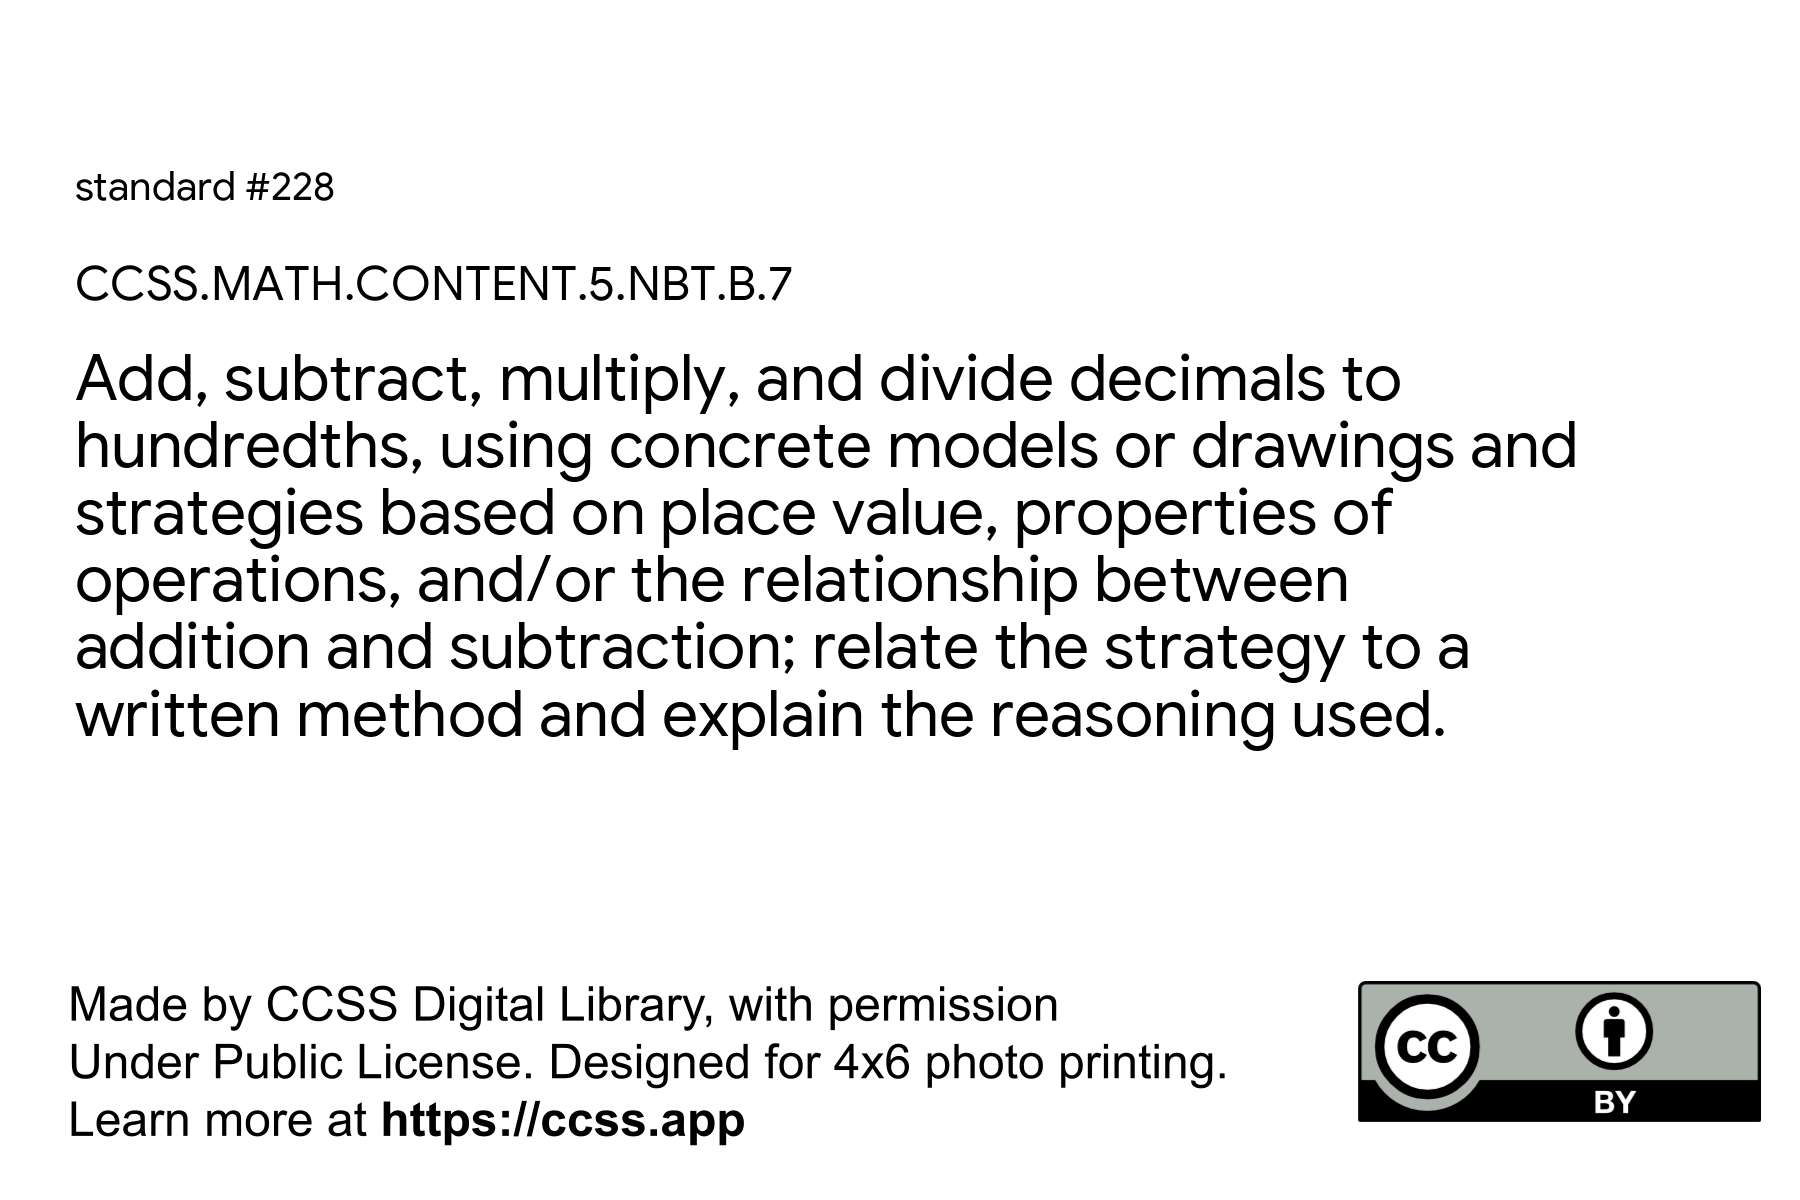 standard #228
CCSS.MATH.CONTENT.5.NBT.B.7
Add, subtract, multiply, and divide decimals to
hundredths, using concrete models or drawings and
strategies based on place value, properties of
operations, and/or the relationship between
addition and subtraction; relate the strategy to a
written method and explain the reasoning used.
Made by CCSS Digital Library, with permission
Under Public License. Designed for 4x6 photo printing.
Learn more at https://ccss.app
CC
BY